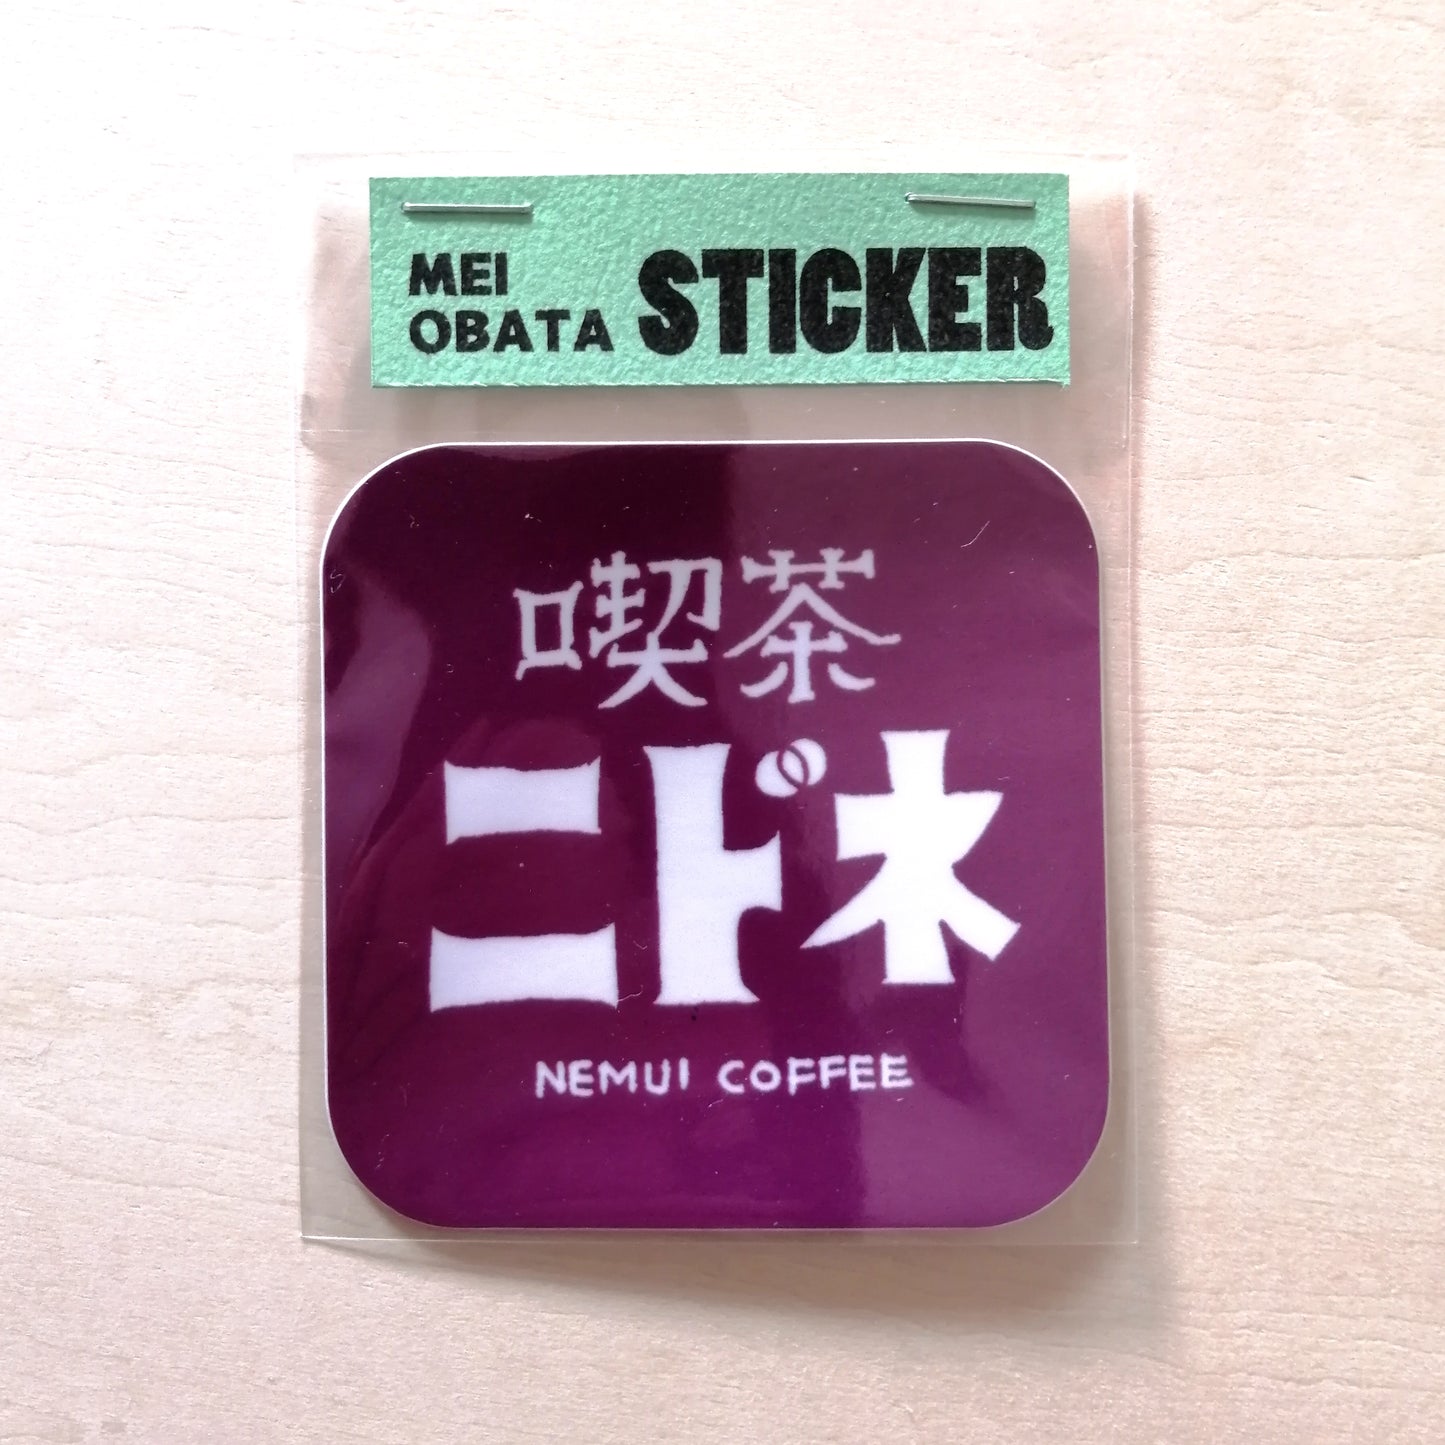 MEI
OBATA STICKER
喫茶
ニドネ
NEMUI COFFEE